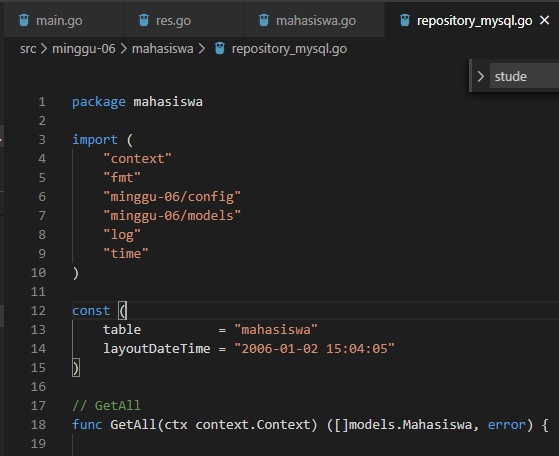 main.go res.go mahasiswa.go repository_mysql.go ×
src > minggu-06 > mahasiswa > repository_mysql.go
> stude
1 package mahasiswa
2
3 import (
4 "context"
5 "fmt"
6 "minggu-06/config"
7 "minggu-06/models"
8 "log"
9 "time"
10 )
11
12 const (
13 table = "mahasiswa"
14 layoutDateTime = "2006-01-02 15:04:05"
15 )
16
17 // GetAll
18 func GetAll(ctx context.Context) ([]models.Mahasiswa, error) {
19